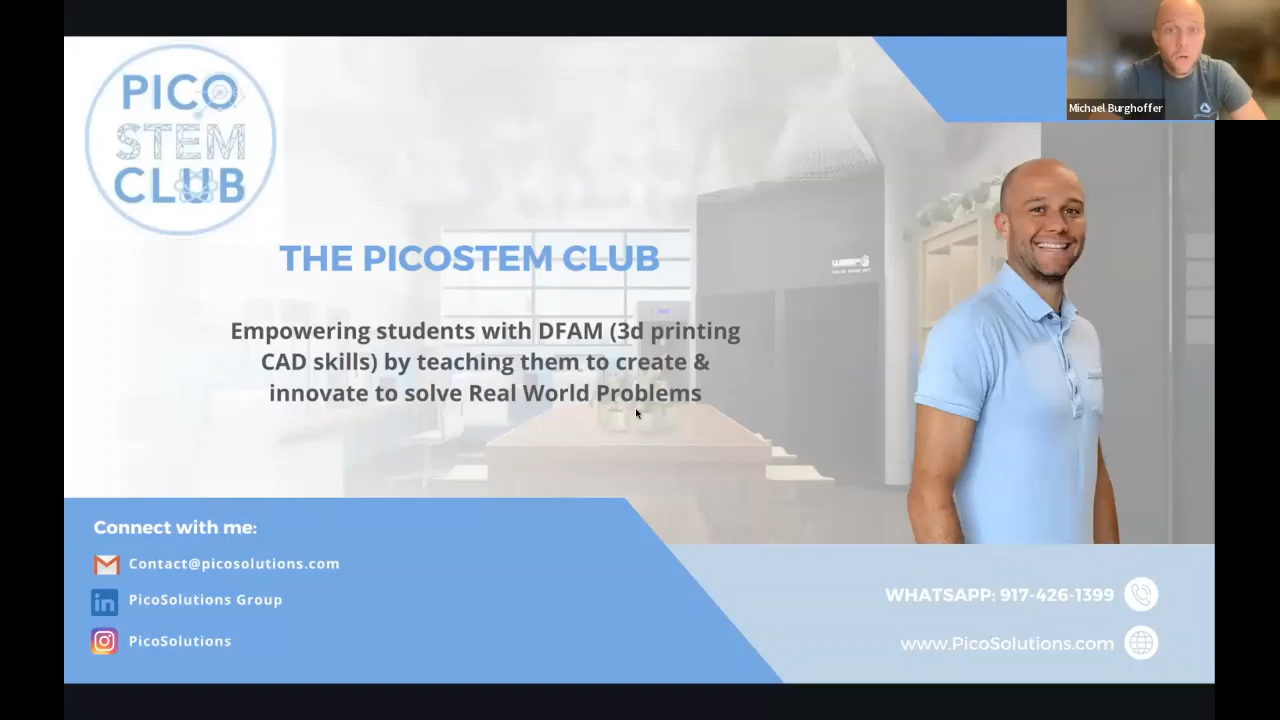 Michael Burghoffer
PICO
STEM
CLUB
THE PICOSTEM CLUB
Empowering students with DFAM (3d printing
CAD skills) by teaching them to create &
innovate to solve Real World Problems
Connect with me:
Contact@picosolutions.com
PicoSolutions Group
PicoSolutions
WHATSAPP: 917-426-1399
www.PicoSolutions.com